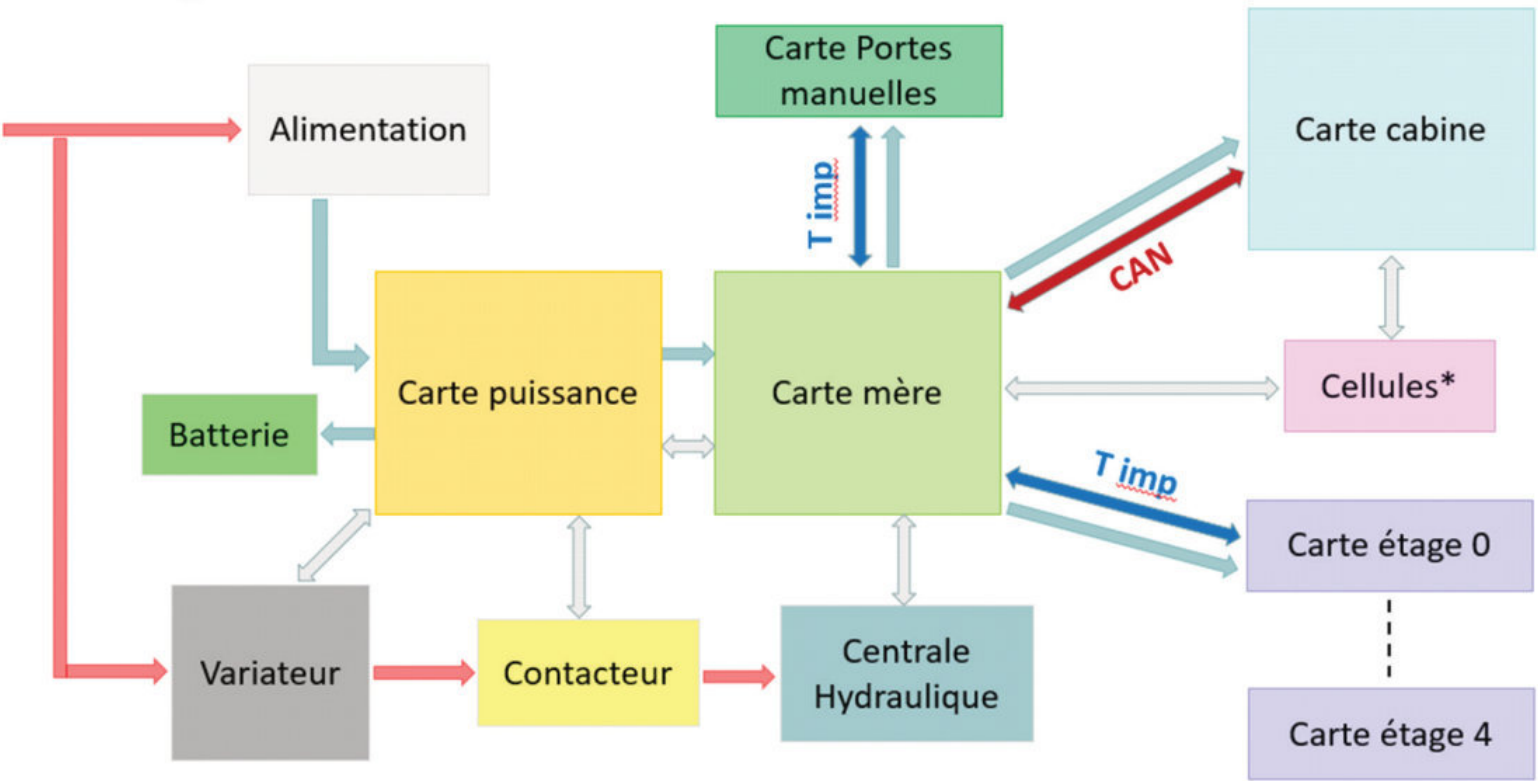 Carte Portes
manuelles
Carte cabine
Alimentation
T imp
CAN
Carte puissance
Carte mère
Cellules*
Batterie
T imp
Carte étage 0
Variateur
Contacteur
Centrale
Hydraulique
Carte étage 4